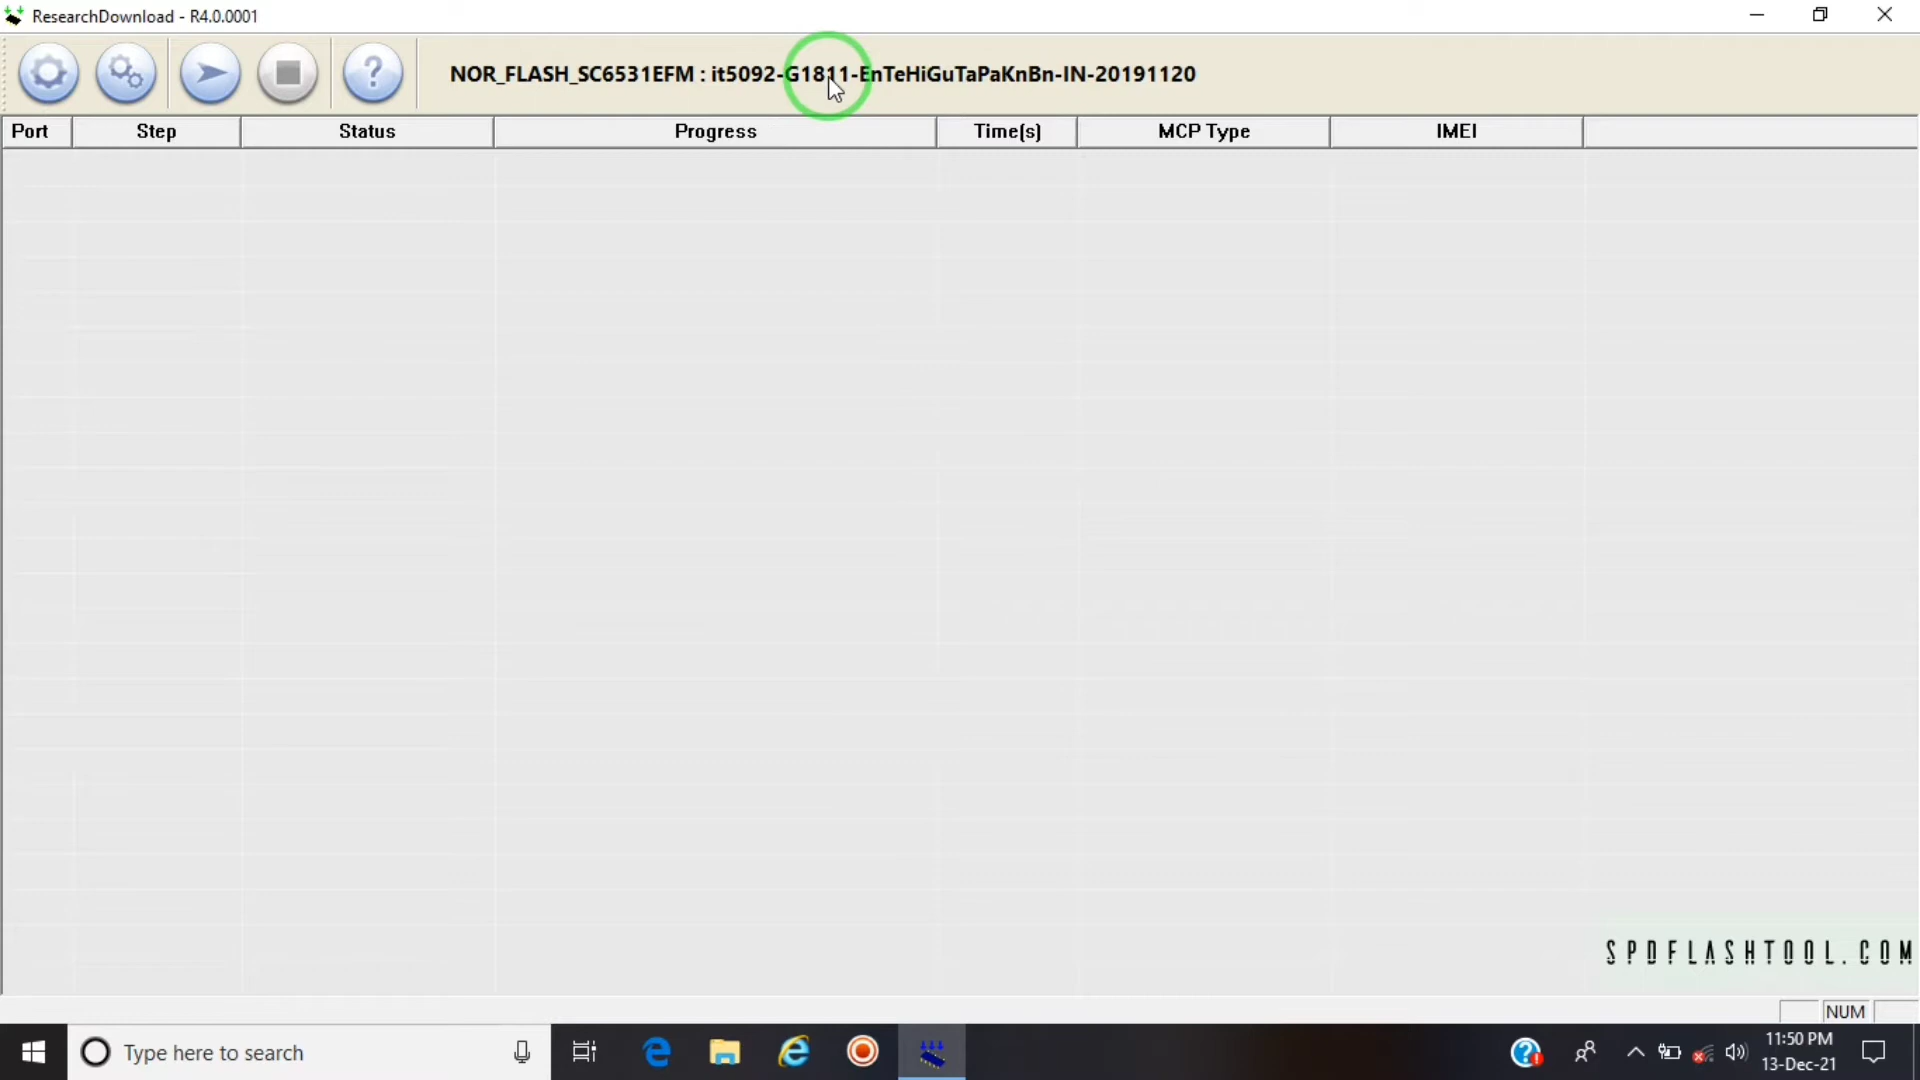 ResearchDownload - R4.0.0001
NOR_FLASH_SC6531EFM : it5092-G1811-EnTeHiGuTaPaKnBn-IN-20191120
Port Step Status Progress Time(s) MCP Type IMEI
SPDFLASHTOOL.COM
NUM
Type here to search
11:50 PM
13-Dec-21